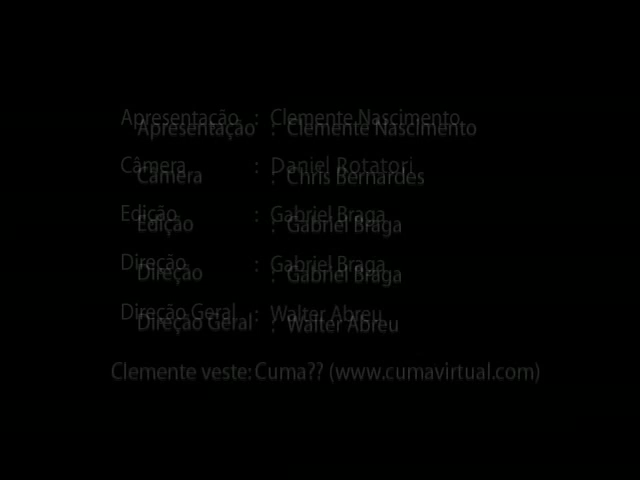 Apresentação : Clemente Nascimento
Apresentação : Clemente Nascimento
Câmera : Daniel Rotatori
Câmera : Chris Bernardes
Edição : Gabriel Braga
Edição : Gabriel Braga
Direção : Gabriel Braga
Direção : Gabriel Braga
Direção Geral : Walter Abreu
Direção Geral : Walter Abreu
Clemente veste: Cuma?? (www.cumavirtual.com)